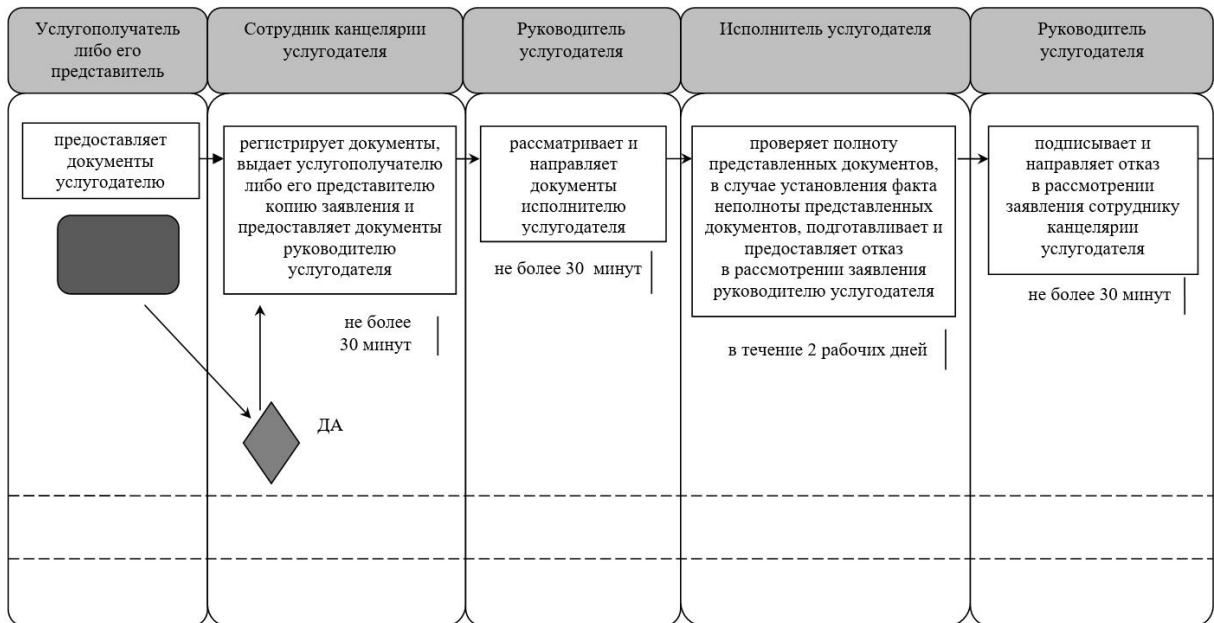 Услугополучатель
либо его
представитель
Сотрудник канцелярии
услугодателя
Руководитель
услугодателя
Исполнитель услугодателя
Руководитель
услугодателя
предоставляет
документы
услугодателю
регистрирует документы,
выдает услугополучателю
либо его представителю
копию заявления и
предоставляет документы
руководителю
услугодателя
не более
30 минут
ДА
рассматривает и
направляет
документы
исполнителю
услугодателя
не более 30 минут
проверяет полноту
представленных документов,
в случае установления факта
неполноты представленных
документов, подготавливает и
предоставляет отказ
в рассмотрении заявления
руководителю услугодателя
в течение 2 рабочих дней
подписывает и
направляет отказ
в рассмотрении
заявления сотруднику
канцелярии
услугодателя
не более 30 минут